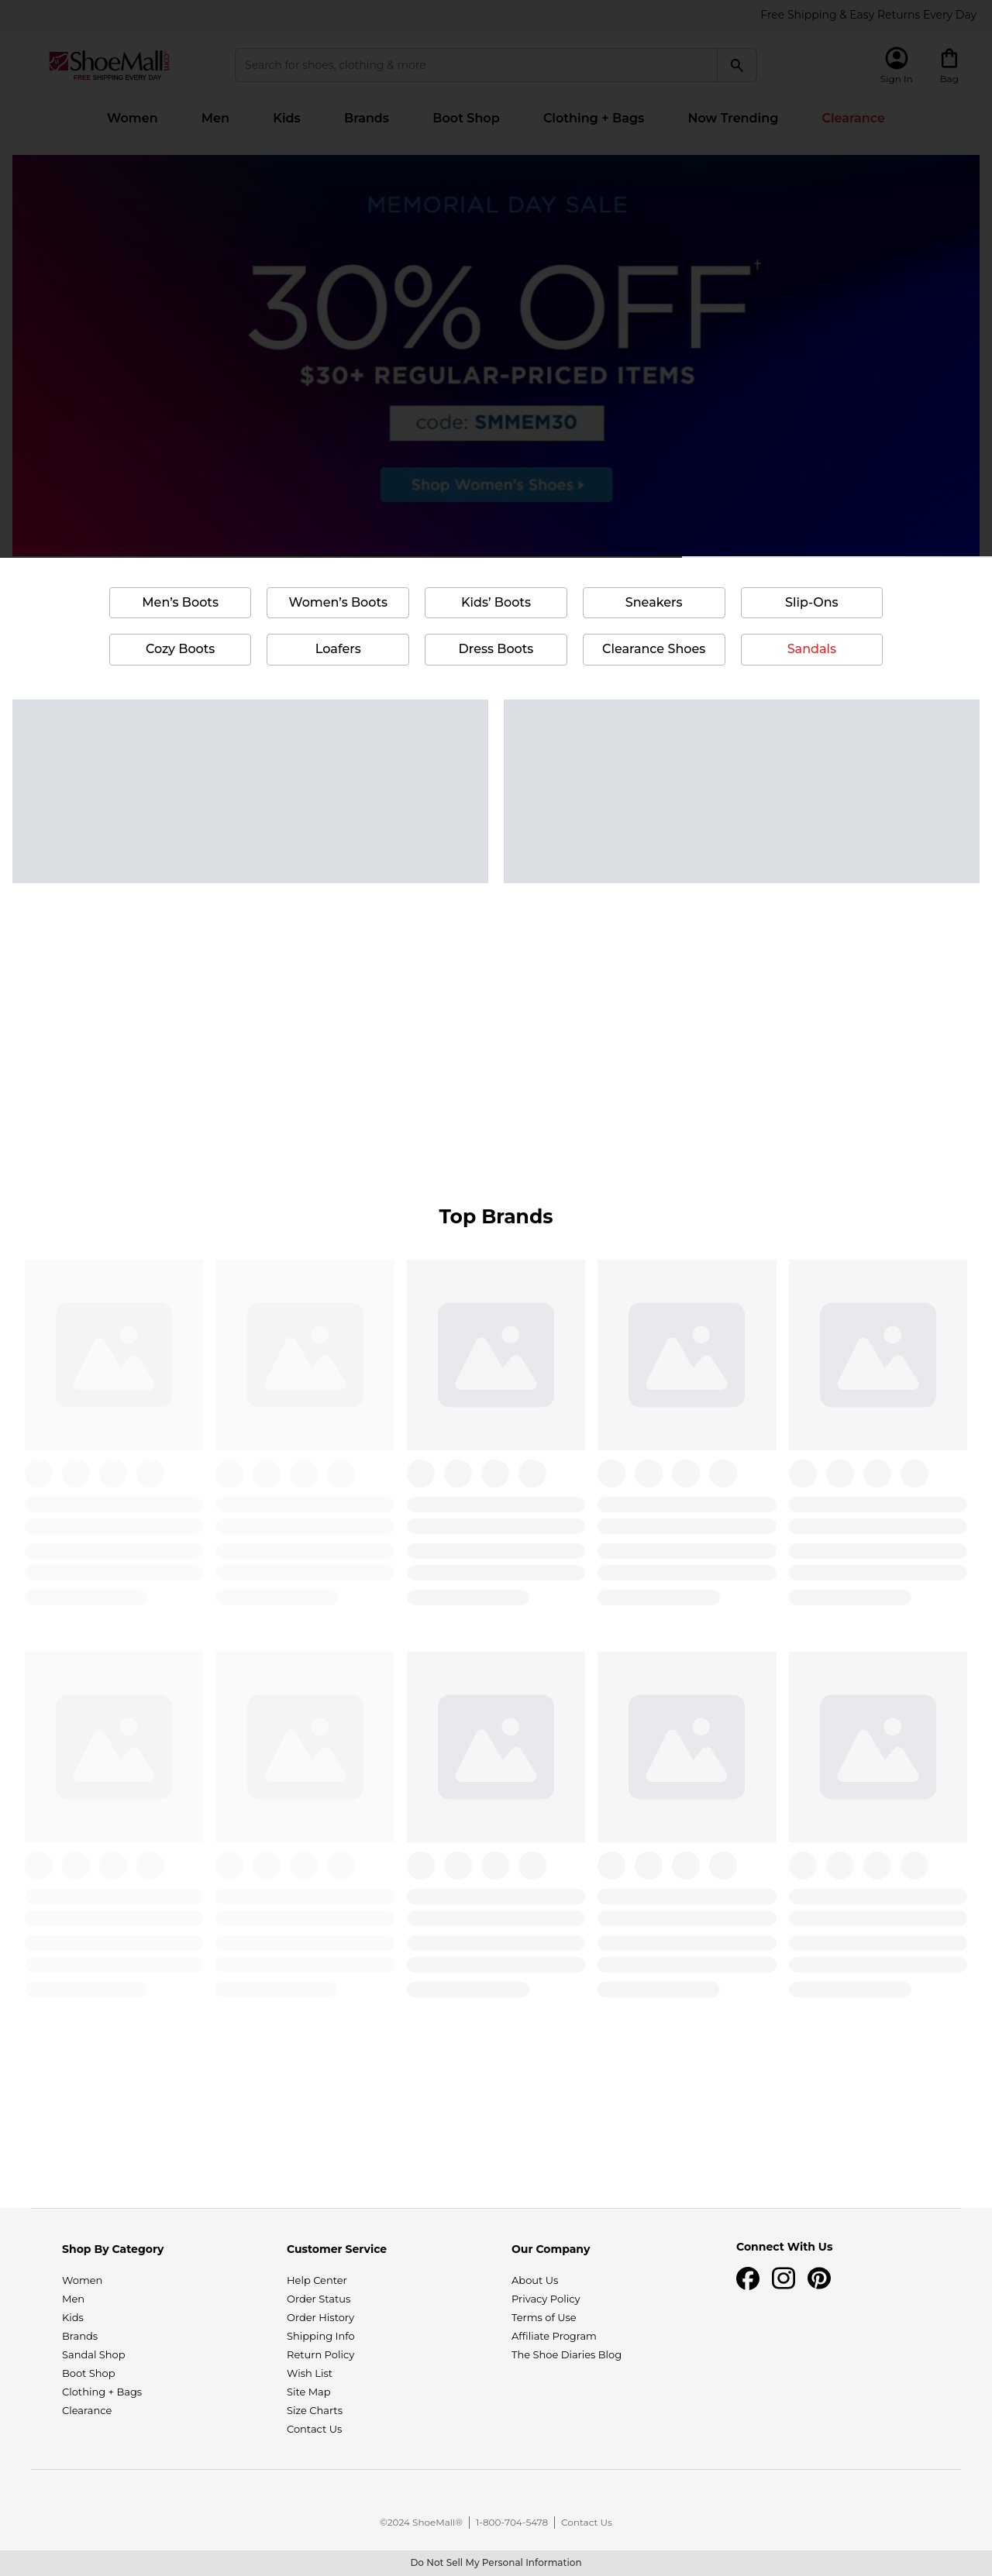 Free Shipping & Easy Returns Every Day
ShoeMall.com
FREE SHIPPING EVERY DAY
Search for shoes, clothing & more
Sign In
Bag
Women Men Kids Brands Boot Shop Clothing + Bags Now Trending Clearance
MEMORIAL DAY SALE
30% OFF†
$30+ REGULAR-PRICED ITEMS
code: SMMEM30
Shop Women's Shoes
Men’s Boots Women’s Boots Kids’ Boots Sneakers Slip-Ons
Cozy Boots Loafers Dress Boots Clearance Shoes Sandals
Top Brands
Shop By Category
Women
Men
Kids
Brands
Sandal Shop
Boot Shop
Clothing + Bags
Clearance
Customer Service
Help Center
Order Status
Order History
Shipping Info
Return Policy
Wish List
Site Map
Size Charts
Contact Us
Our Company
About Us
Privacy Policy
Terms of Use
Affiliate Program
The Shoe Diaries Blog
Connect With Us
©2024 ShoeMall® | 1-800-704-5478 | Contact Us
Do Not Sell My Personal Information